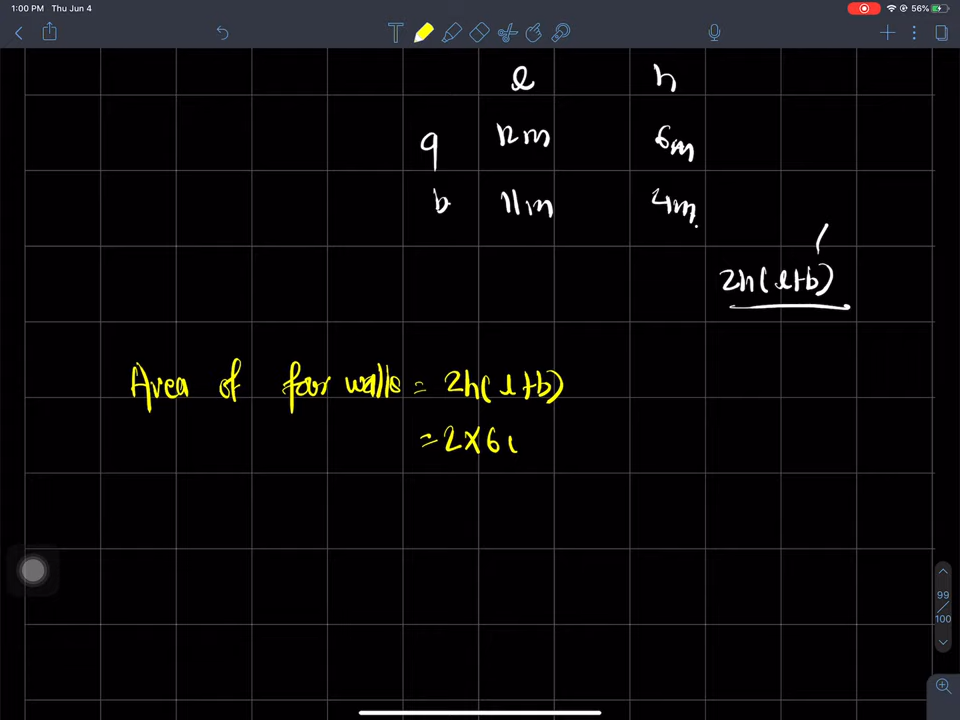 1:00 PM Thu Jun 4
56%
l h
a 12m 6m
b 11m 4m
2h(l+b)
Area of four walls = 2h(l+b)
= 2×6(
99
100